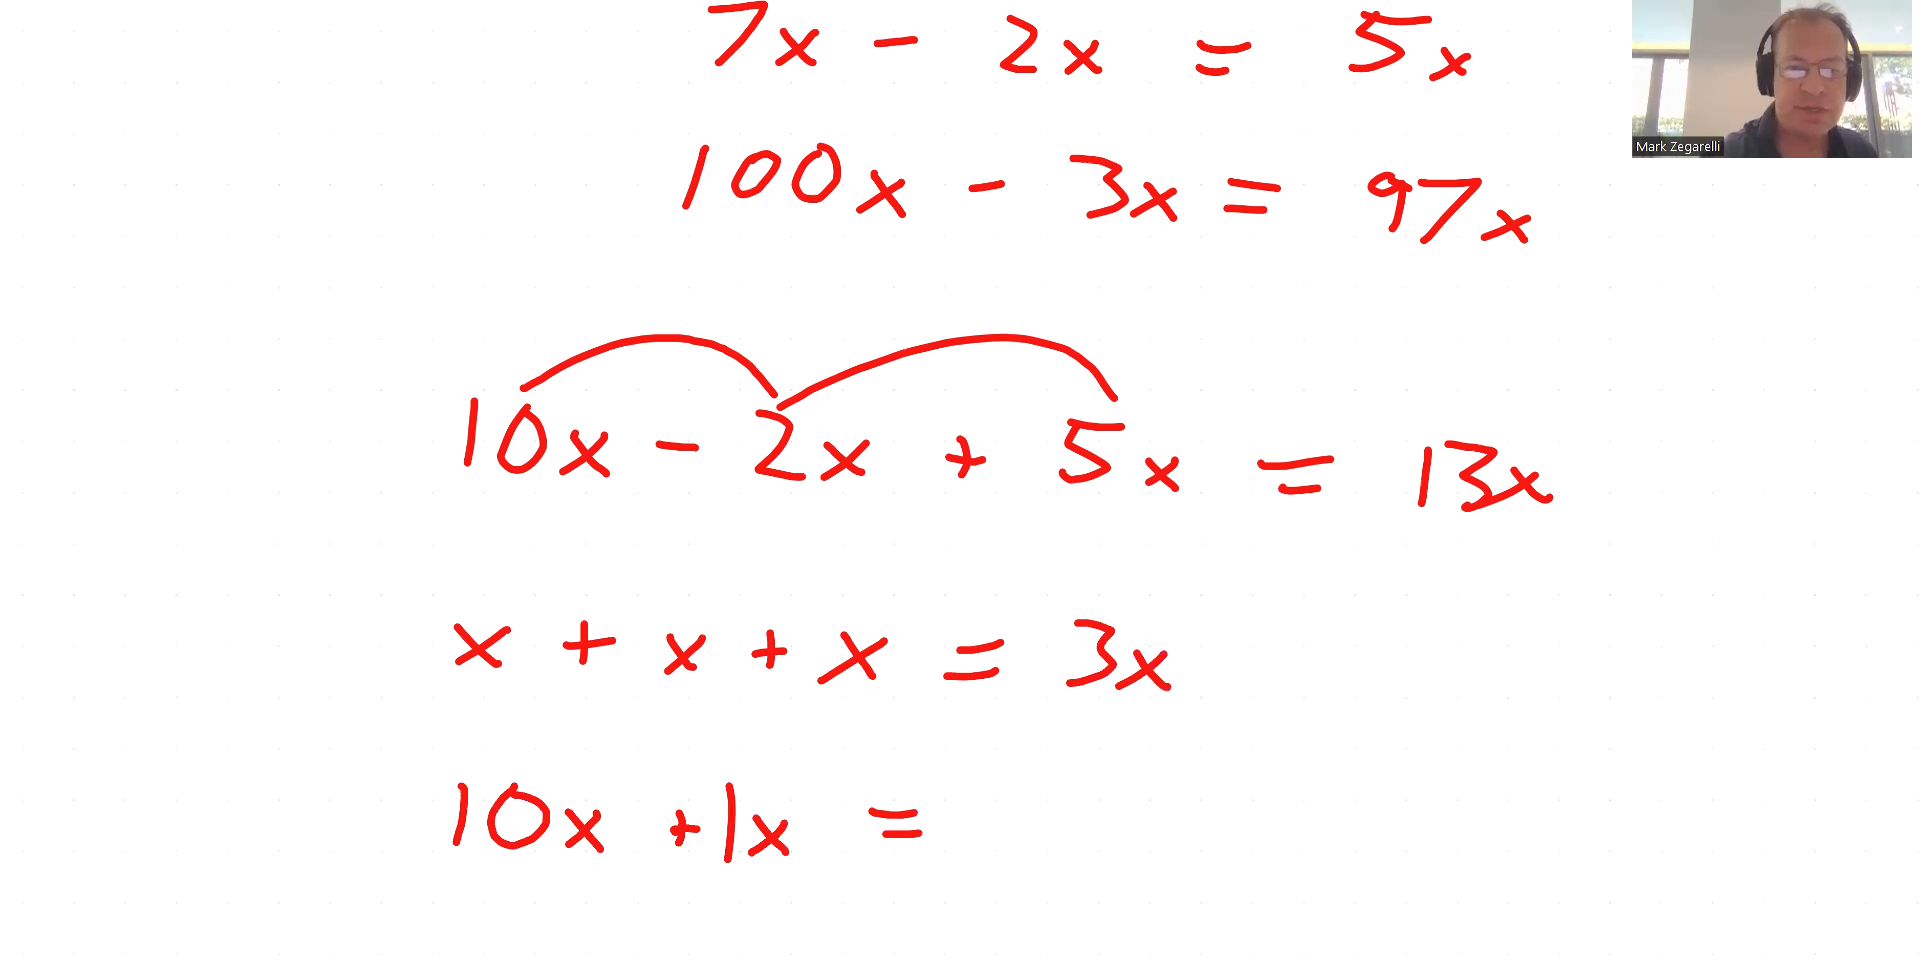 7x - 2x = 5x
Mark Zegarelli
100x - 3x = 97x
10x - 2x + 5x = 13x
x + x + x = 3x
10x + 1x =